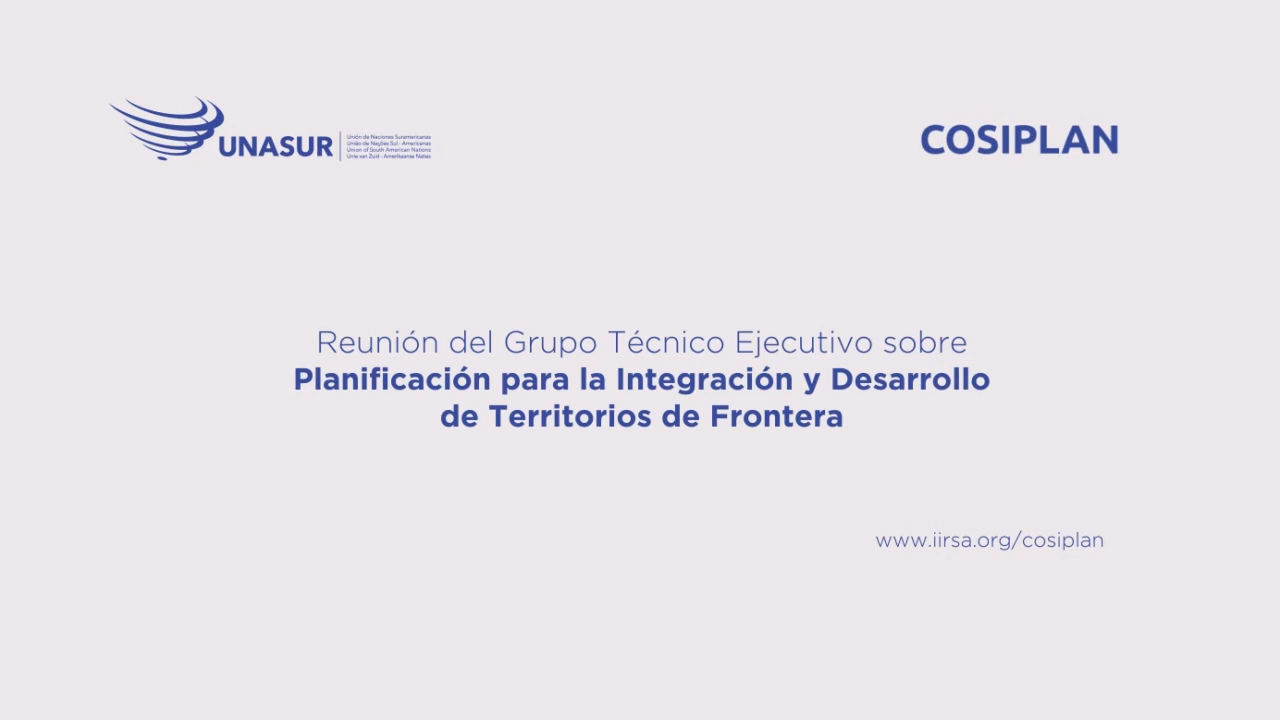 UNASUR
Unión de Naciones Suramericanas
União de Nações Sul - Americanas
Union of South American Nations
Unie van Zuid - Amerikaanse Naties
COSIPLAN
Reunión del Grupo Técnico Ejecutivo sobre
Planificación para la Integración y Desarrollo
de Territorios de Frontera
www.iirsa.org/cosiplan